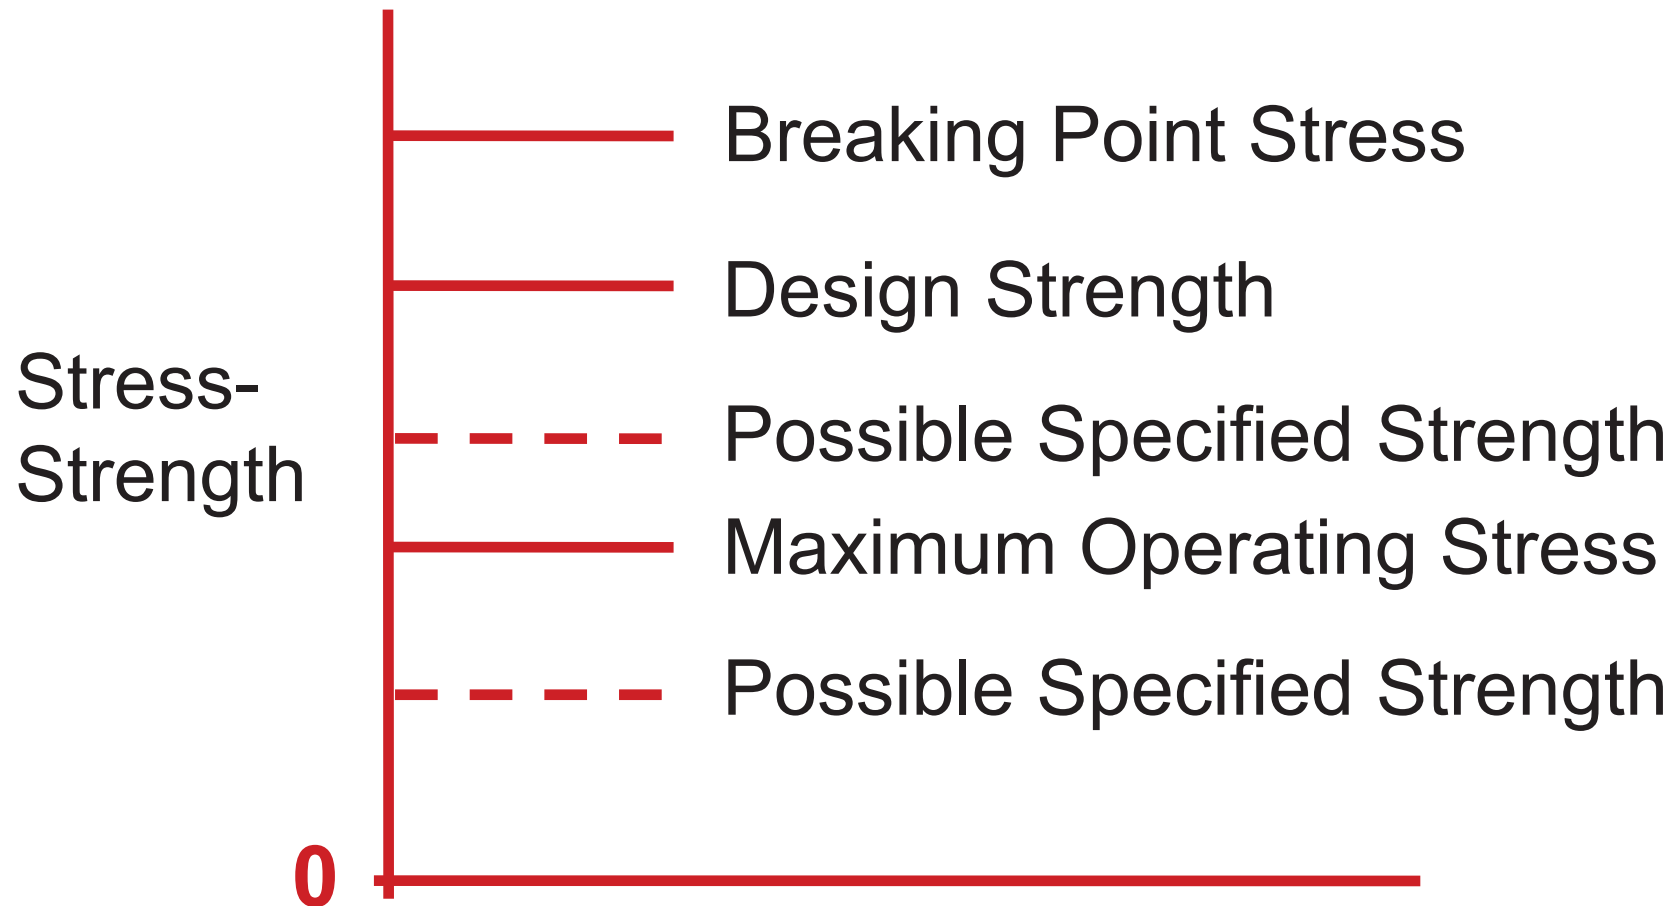 Breaking Point Stress
Design Strength
Stress-
Strength
Possible Specified Strength
Maximum Operating Stress
Possible Specified Strength
0